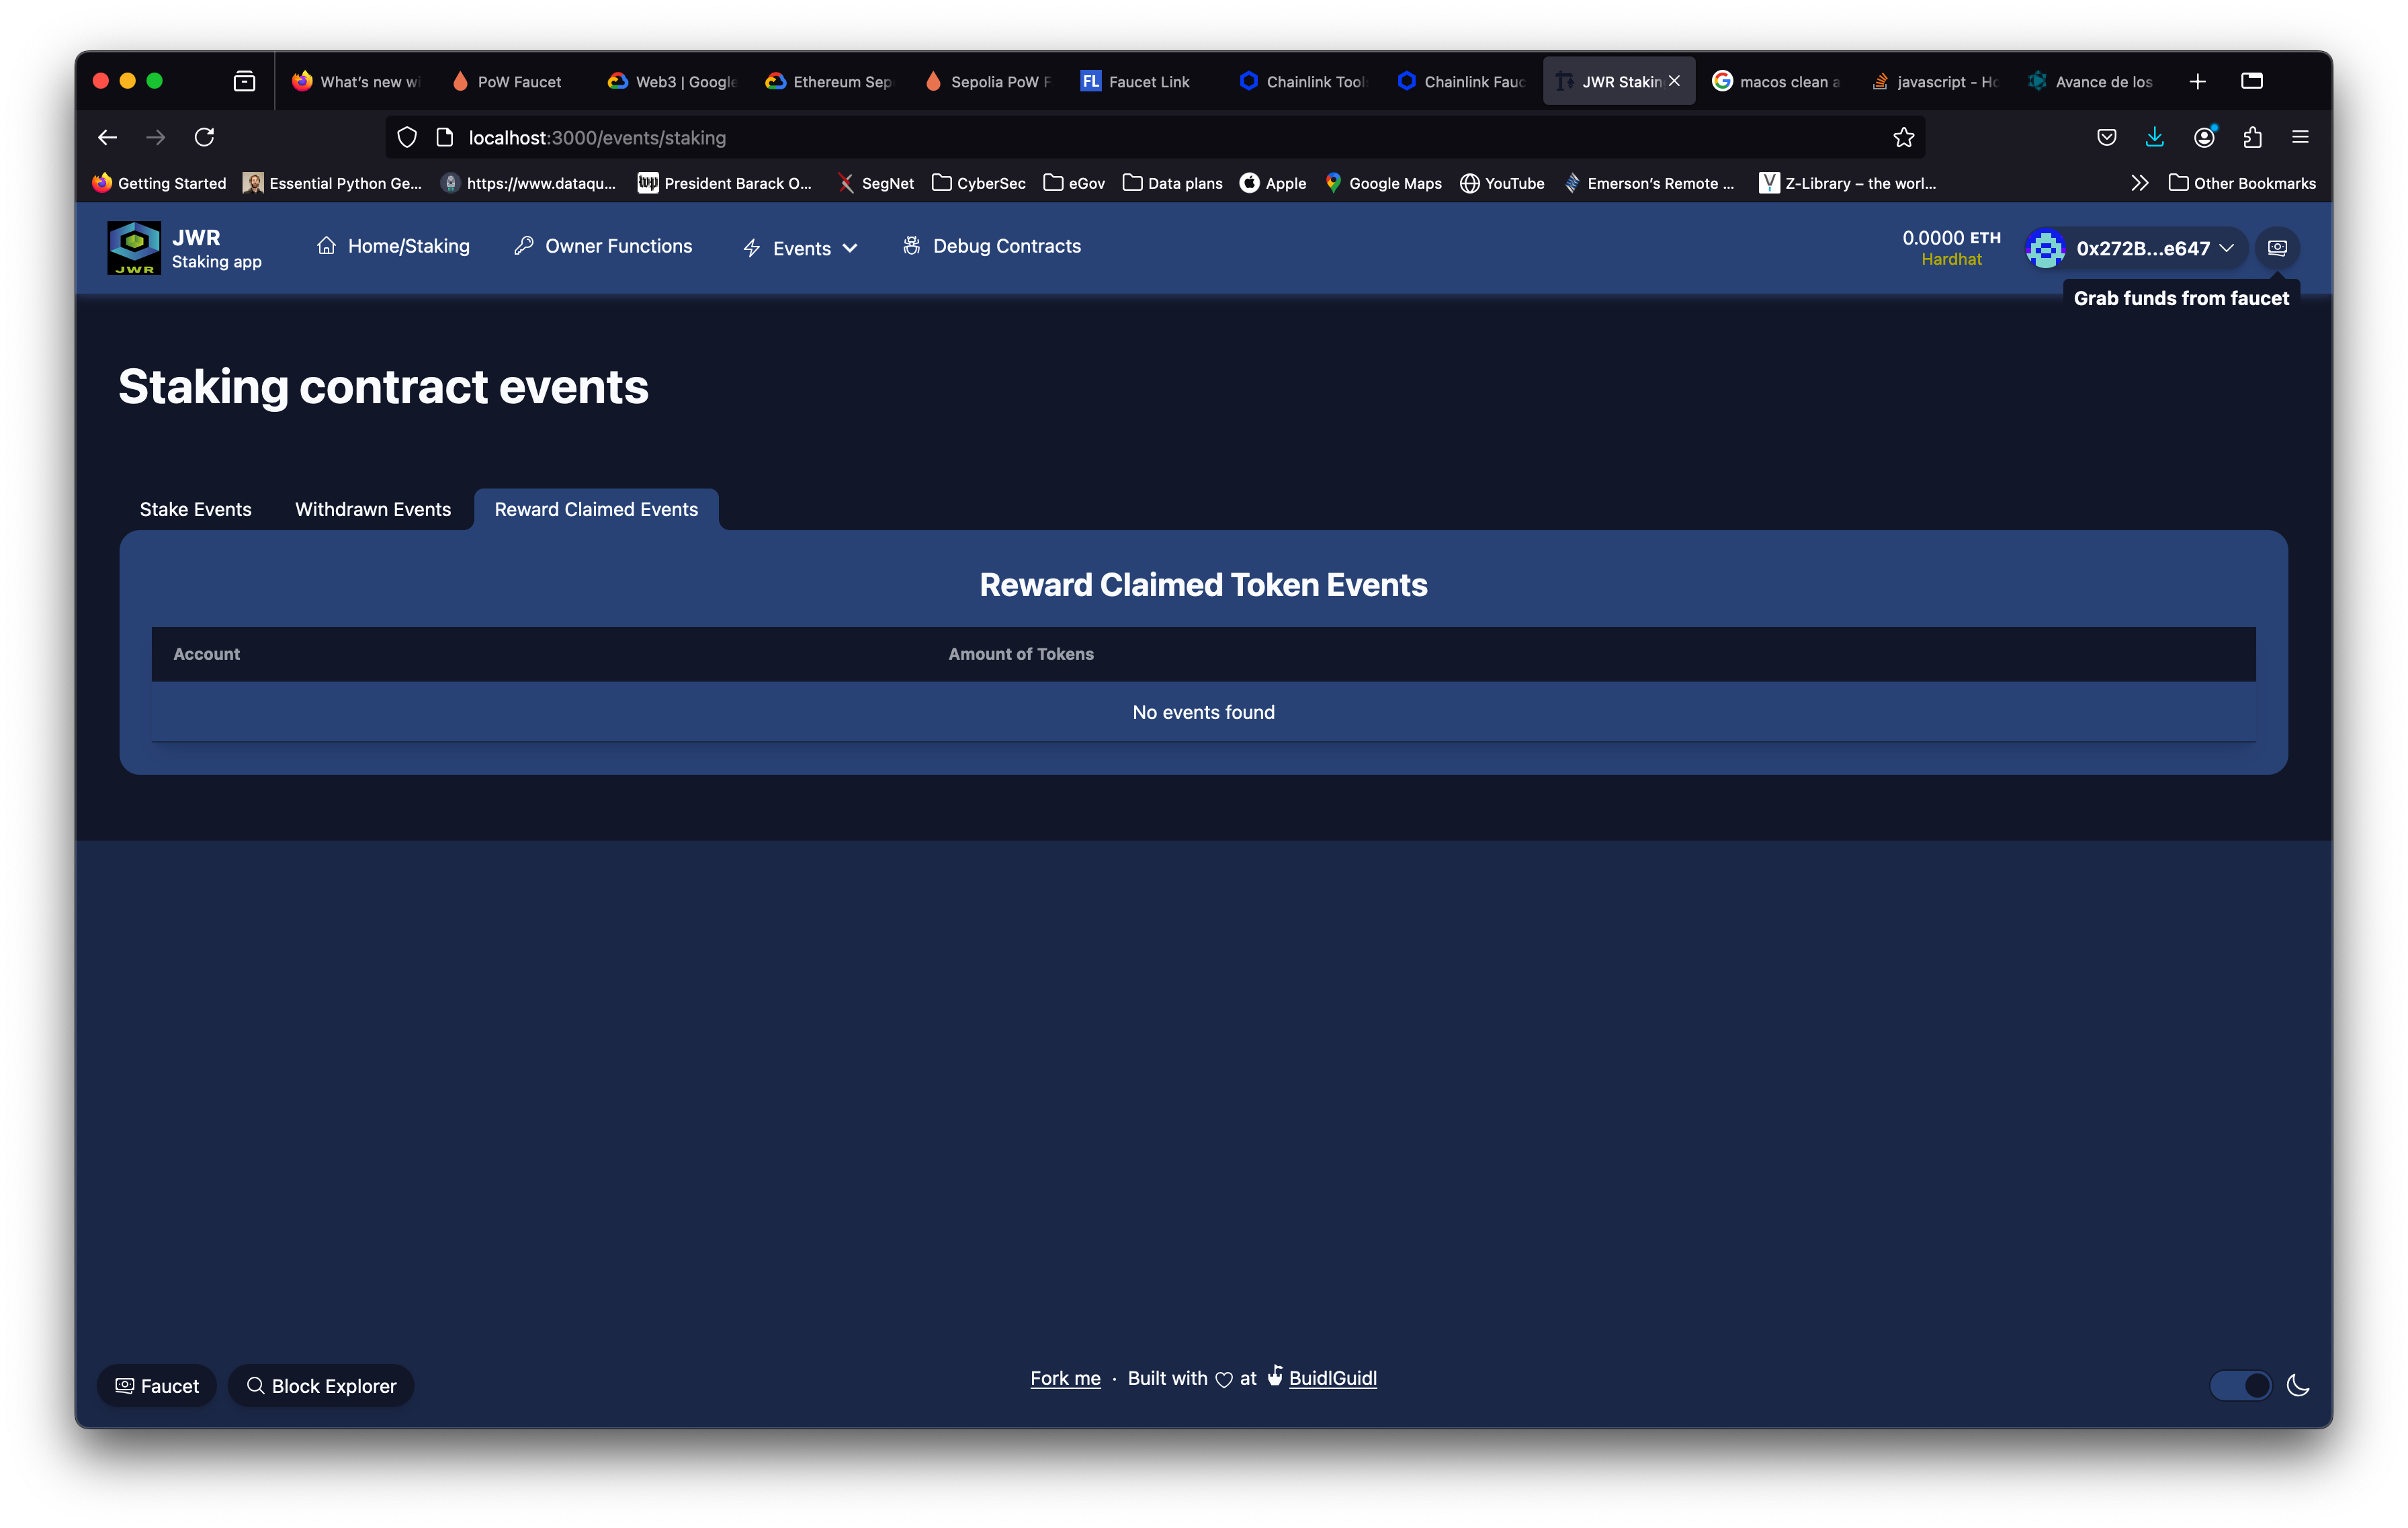 What's new wi
PoW Faucet
Web3 | Google
Ethereum Sep
Sepolia PoW F
FL Faucet Link
Chainlink Tool
Chainlink Fauc
JWR Stakin
macos clean a
javascript - Ho
Avance de los
localhost:3000/events/staking
Getting Started
Essential Python Ge...
https://www.dataqu...
wp President Barack O...
SegNet
CyberSec
eGov
Data plans
Apple
Google Maps
YouTube
Emerson's Remote ...
Z-Library – the worl...
Other Bookmarks
JWR
JWR
Staking app
Home/Staking
Owner Functions
Events
Debug Contracts
0.0000 ETH
Hardhat
0x272B...e647
Grab funds from faucet
Staking contract events
Stake Events
Withdrawn Events
Reward Claimed Events
Reward Claimed Token Events
Account
Amount of Tokens
No events found
Faucet
Block Explorer
Fork me · Built with at BuidlGuidl